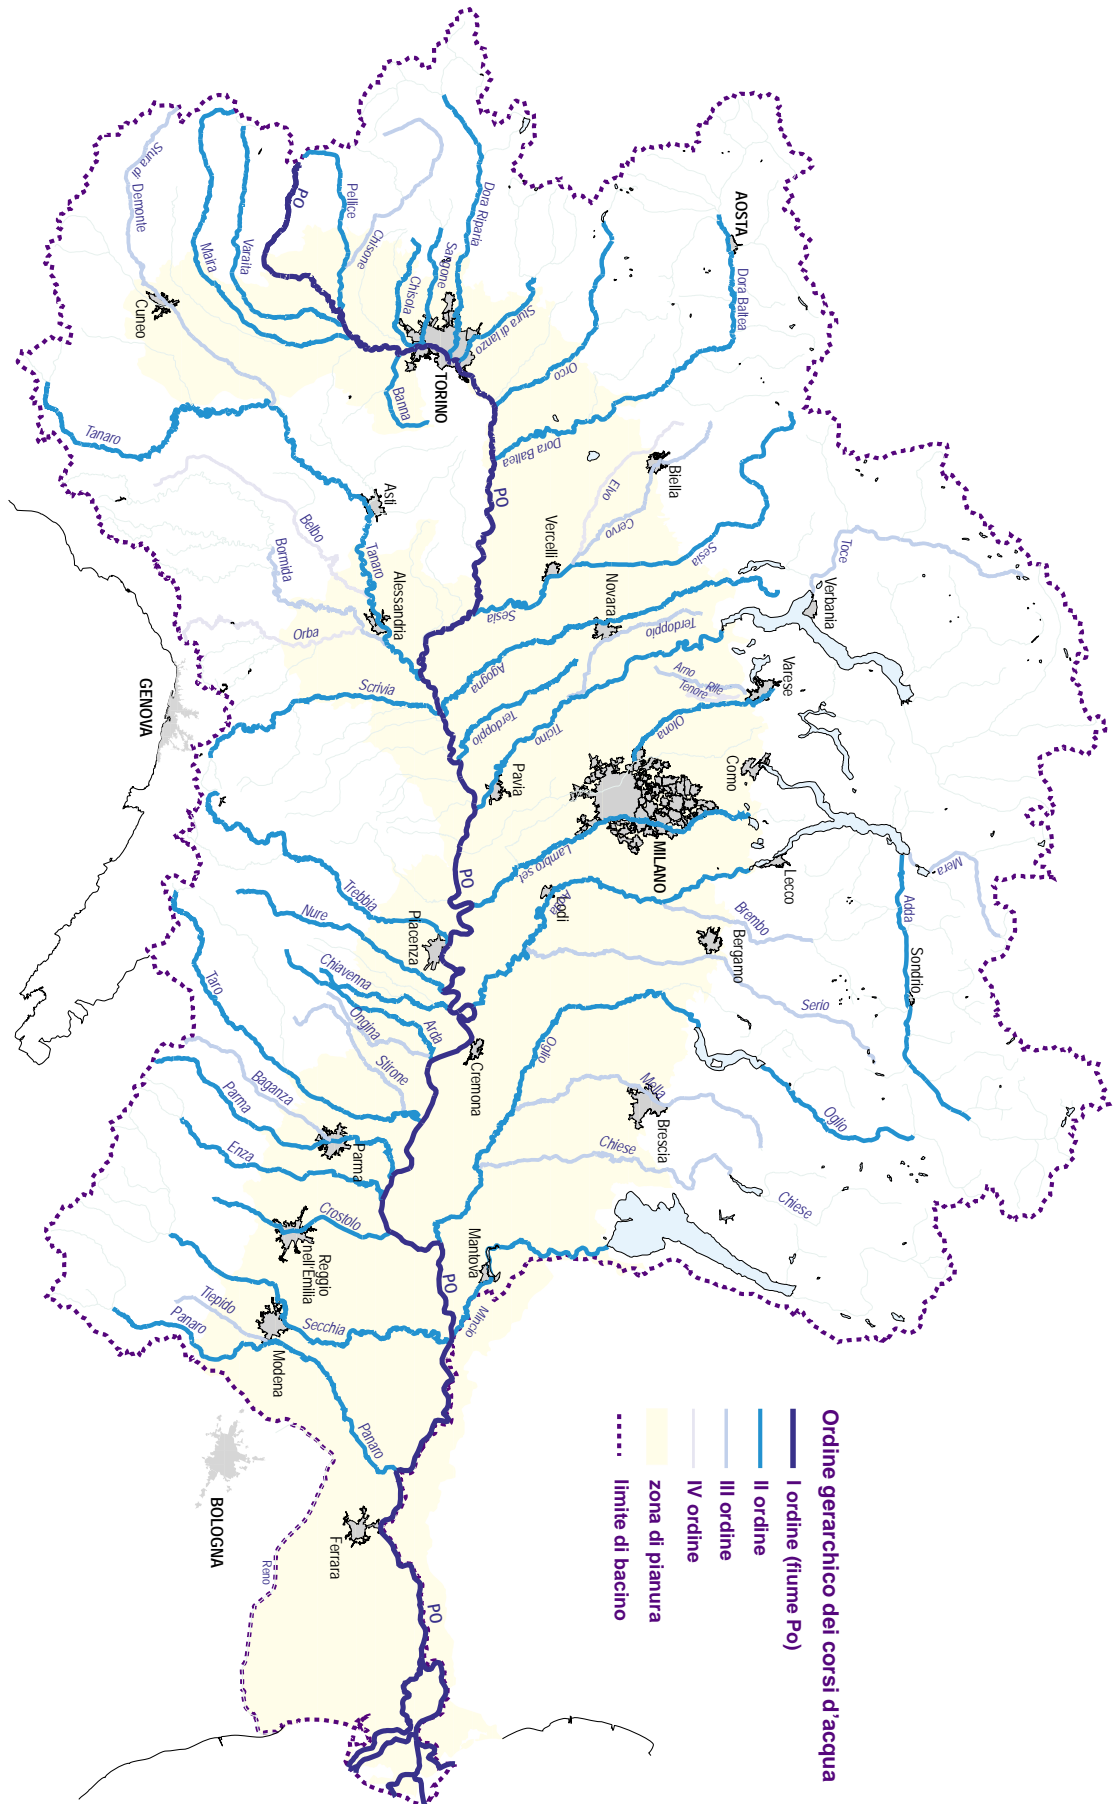 Ordine gerarchico dei corsi d'acqua
I ordine (fiume Po)
II ordine
III ordine
IV ordine
zona di pianura
limite di bacino
AOSTA
Dora Baltea
Dora Riparia
Sangone
Chisola
Stura di lanzo
Orco
Dora Baltea
Pellice
Chisone
PO
Varaita
Maira
Stura di Demonte
Cuneo
TORINO
Banna
Tanaro
Biella
Elvo
Cervo
Vercelli
Sesia
Sesia
PO
Asti
Tanaro
Belbo
Bormida
Alessandria
Orba
Scrivia
GENOVA
Toce
Verbania
Novara
Terdoppio
Agogna
Terdoppio
Ticino
Arno
Rile
Tenore
Varese
Olona
Como
Pavia
MILANO
Lambro set
Lecco
Mera
Adda
Sondrio
Lodi
Adda
Brembo
Bergamo
Serio
PO
Trebbia
Nure
Piacenza
Chiavenna
Arda
Ongina
Stirone
Cremona
Taro
Oglio
Oglio
Mella
Brescia
Chiese
Chiese
Baganza
Parma
Parma
Enza
Crostolo
Reggio
nell'Emilia
Mantova
Mincio
PO
Secchia
Tiepido
Panaro
Modena
Panaro
BOLOGNA
Reno
Ferrara
PO